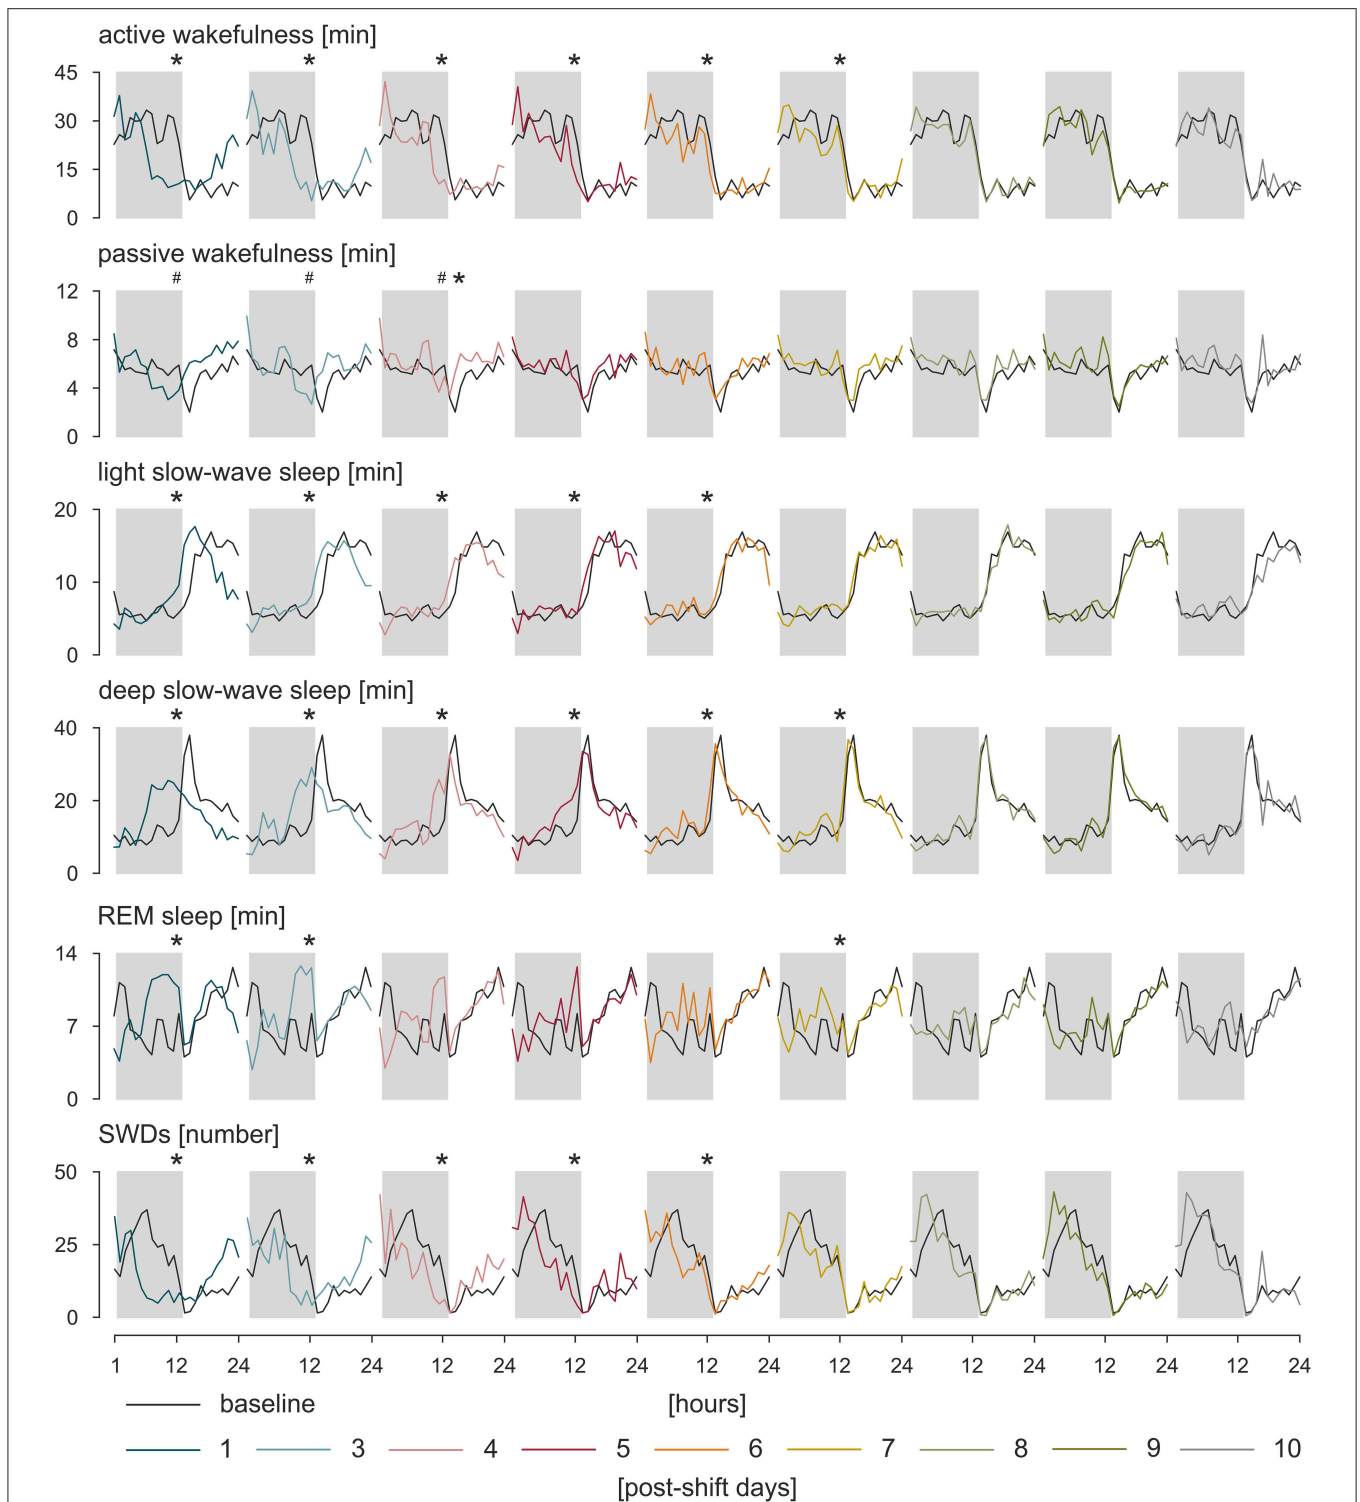 active wakefulness [min]
* * * * * *
45
30
15
0
passive wakefulness [min]
# # # *
12
8
4
0
light slow-wave sleep [min]
* * * * *
20
10
0
deep slow-wave sleep [min]
* * * * * *
40
20
0
REM sleep [min]
* * *
14
7
0
SWDs [number]
* * * * *
50
25
0
1 12 24 12 24 12 24 12 24 12 24 12 24 12 24 12 24 12 24
baseline [hours]
1 3 4 5 6 7 8 9 10
[post-shift days]